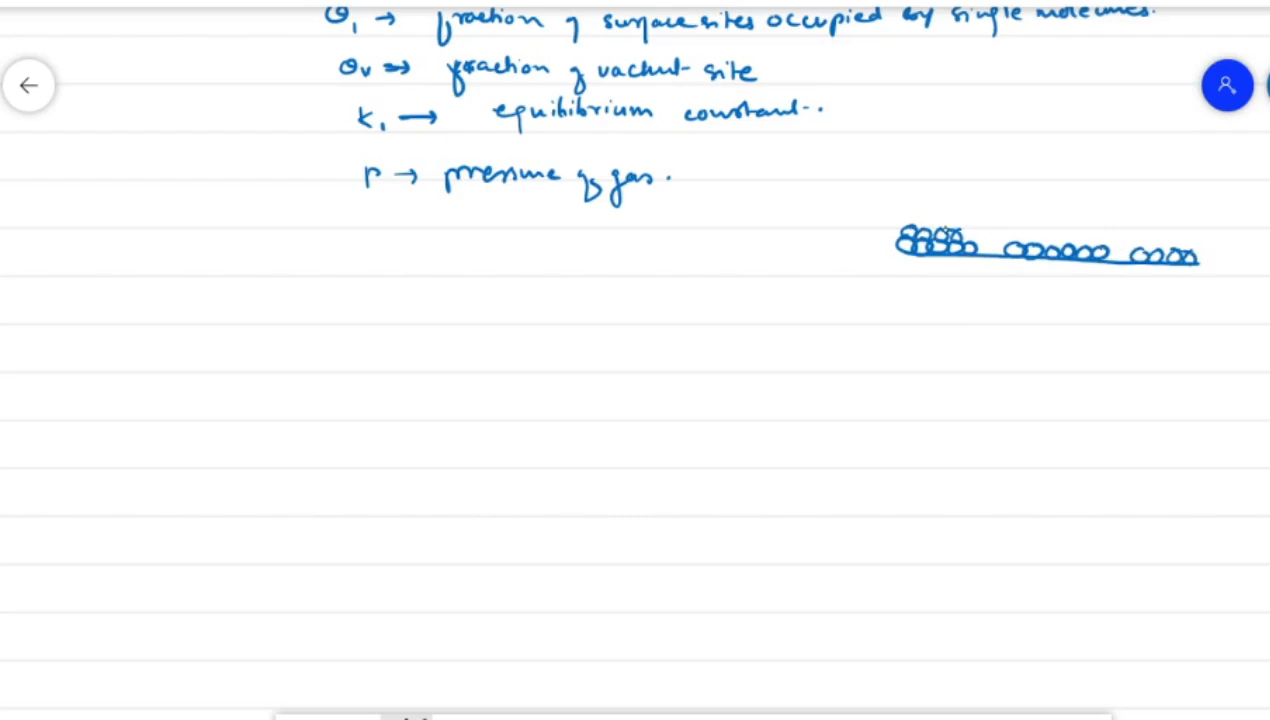 θ₁ → fraction of surface sites occupied by single molecules.
θv ⇒ fraction of vacant site
K₁ → equilibrium constant.
P → pressure of gas.